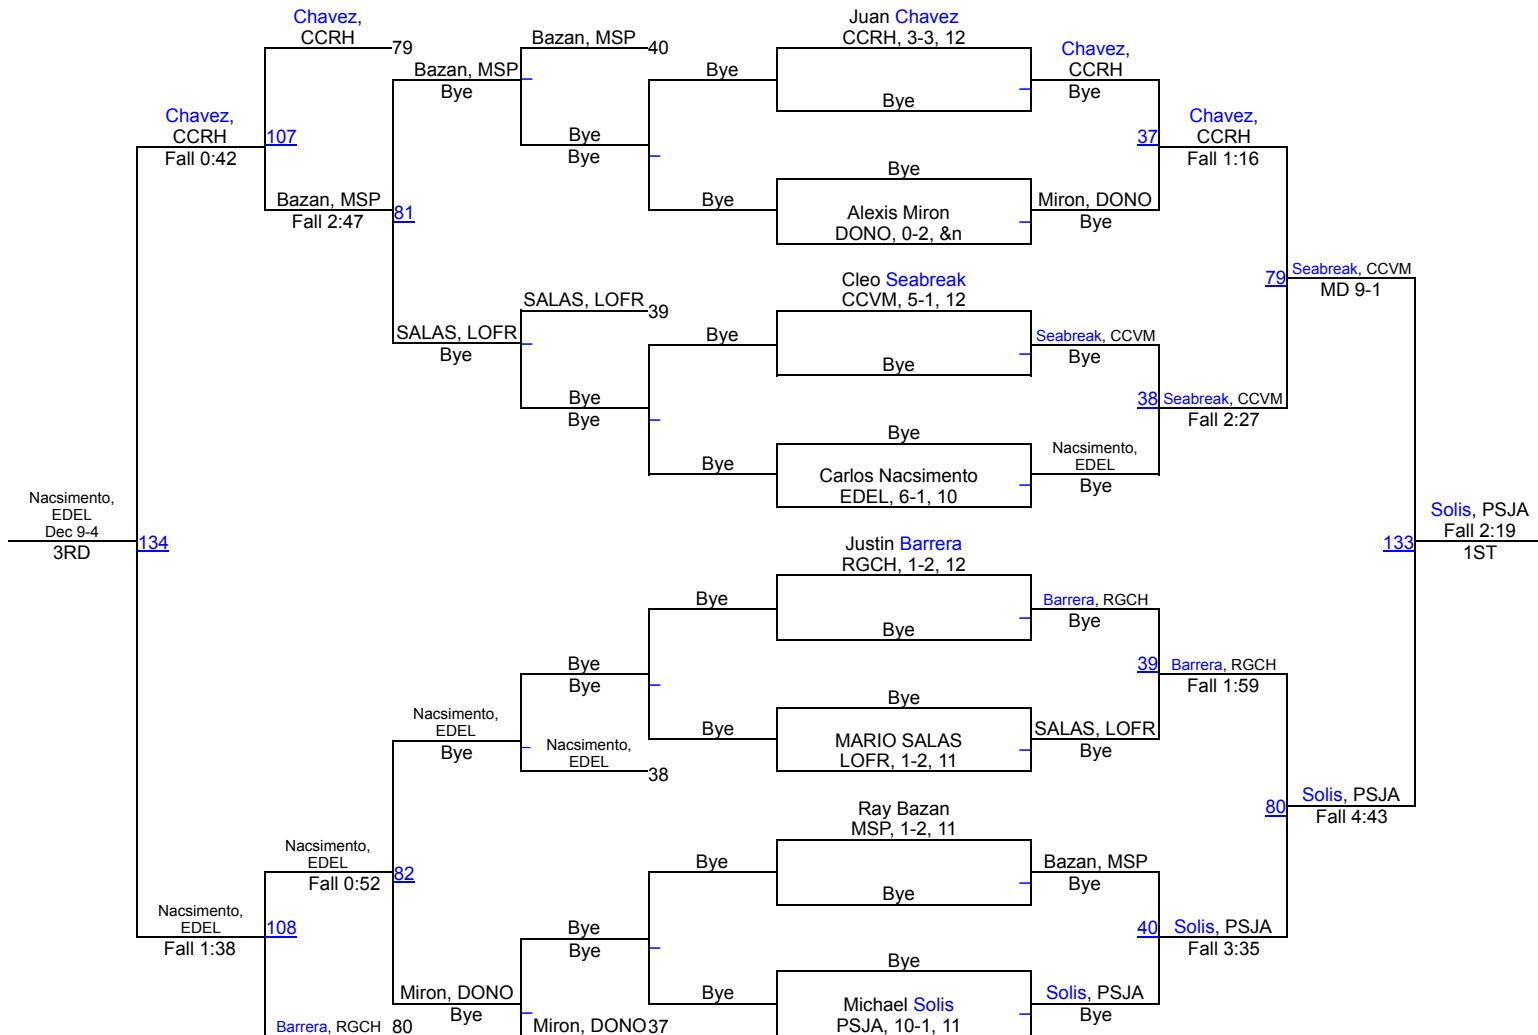 Chavez,
CCRH
79
Bazan, MSP
40
Juan Chavez
CCRH, 3-3, 12
Chavez,
CCRH
Bye
Bazan, MSP
Bye
Bye
Bye
Chavez,
CCRH
Fall 0:42
107
Bye
Bye
37
Chavez,
CCRH
Fall 1:16
Bazan, MSP
Fall 2:47
81
Bye
Bye
Alexis Miron
DONO, 0-2, &n
Miron, DONO
Bye
79
Seabreak, CCVM
MD 9-1
SALAS, LOFR
39
Cleo Seabreak
CCVM, 5-1, 12
SALAS, LOFR
Bye
Bye
Bye
Seabreak, CCVM
Bye
Bye
Bye
38
Seabreak, CCVM
Fall 2:27
Bye
Bye
Carlos Nacsimento
EDEL, 6-1, 10
Nacsimento,
EDEL
Bye
Nacsimento,
EDEL
Dec 9-4
3RD
134
133
Solis, PSJA
Fall 2:19
1ST
Justin Barrera
RGCH, 1-2, 12
Bye
Bye
Barrera, RGCH
Bye
Bye
Bye
39
Barrera, RGCH
Fall 1:59
Nacsimento,
EDEL
Bye
Nacsimento,
EDEL
38
Bye
Bye
MARIO SALAS
LOFR, 1-2, 11
SALAS, LOFR
Bye
80
Solis, PSJA
Fall 4:43
Ray Bazan
MSP, 1-2, 11
Nacsimento,
EDEL
Fall 0:52
82
Bye
Bye
Bazan, MSP
Bye
Nacsimento,
EDEL
Fall 1:38
108
Bye
Bye
40
Solis, PSJA
Fall 3:35
Miron, DONO
Bye
Bye
Bye
Michael Solis
PSJA, 10-1, 11
Solis, PSJA
Bye
Barrera, RGCH
80
Miron, DONO
37